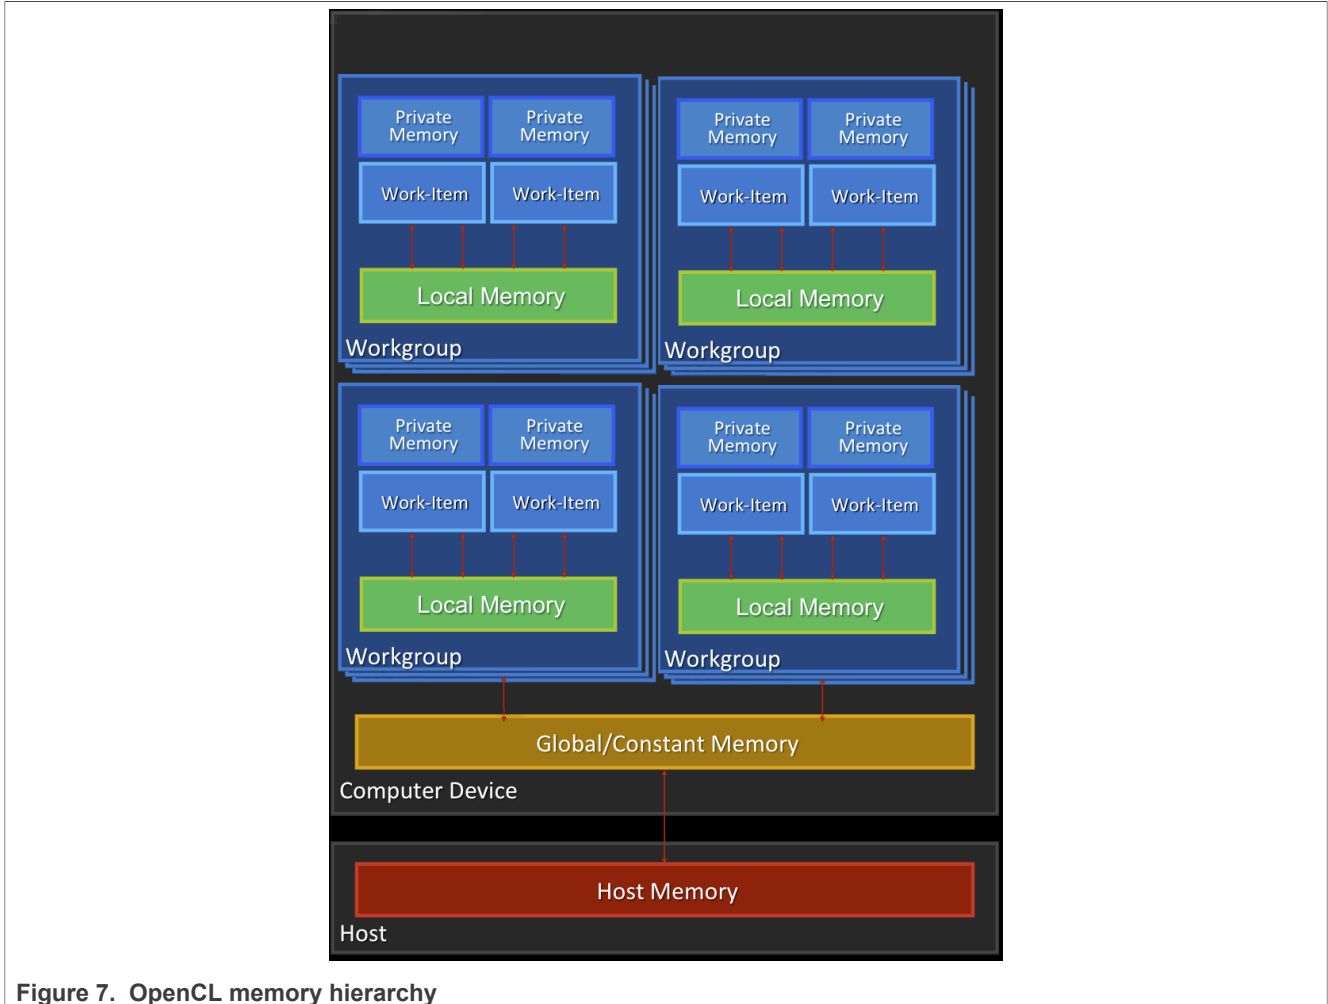 Private Private
Memory Memory
Work-Item Work-Item
Local Memory
Workgroup
Private Private
Memory Memory
Work-Item Work-Item
Local Memory
Workgroup
Private Private
Memory Memory
Work-Item Work-Item
Local Memory
Workgroup
Private Private
Memory Memory
Work-Item Work-Item
Local Memory
Workgroup
Global/Constant Memory
Computer Device
Host Memory
Host
Figure 7. OpenCL memory hierarchy